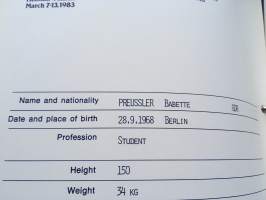 March 7-13, 1983
Name and nationality PREUSSLER BABETTE
Date and place of birth 28.9.1968 BERLIN
Profession STUDENT
Height 150
Weight 34 KG